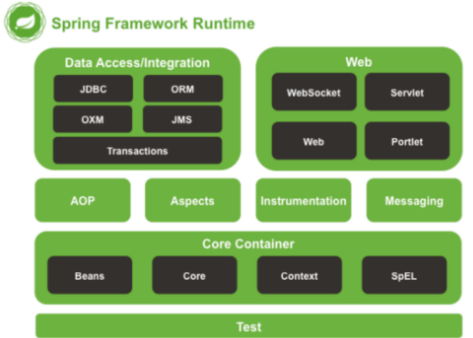 Spring Framework Runtime
Data Access/Integration
JDBC ORM
OXM JMS
Transactions
Web
WebSocket Servlet
Web Portlet
AOP Aspects Instrumentation Messaging
Core Container
Beans Core Context SpEL
Test